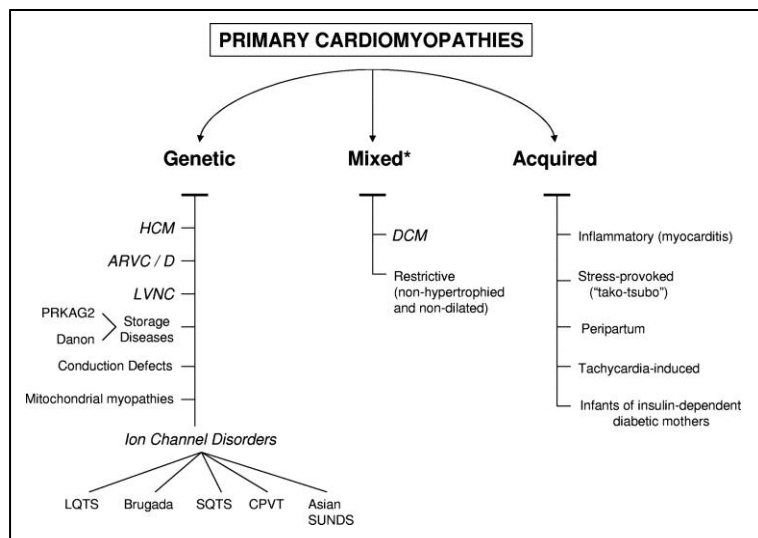 PRIMARY CARDIOMYOPATHIES
Genetic
Mixed*
Acquired
HCM
ARVC / D
LVNC
PRKAG2
Danon
Storage
Diseases
Conduction Defects
Mitochondrial myopathies
Ion Channel Disorders
LQTS
Brugada
SQTS
CPVT
Asian
SUNDS
DCM
Restrictive
(non-hypertrophied
and non-dilated)
Inflammatory (myocarditis)
Stress-provoked
("tako-tsubo")
Peripartum
Tachycardia-induced
Infants of insulin-dependent
diabetic mothers